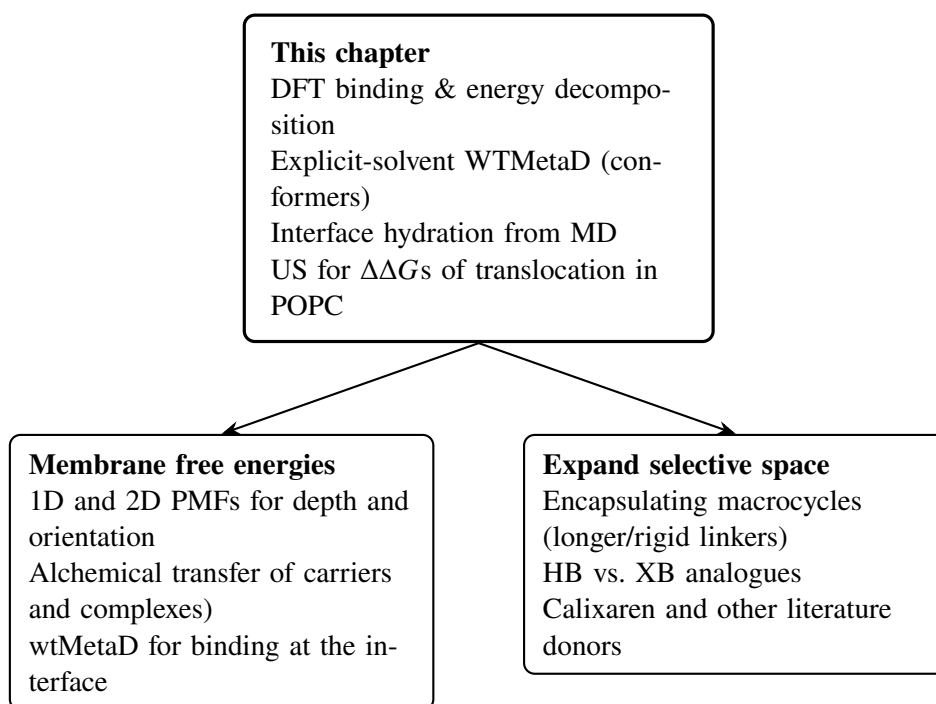 This chapter
DFT binding & energy decompo-
sition
Explicit-solvent WTMetaD (con-
formers)
Interface hydration from MD
US for ΔΔGs of translocation in
POPC
Membrane free energies
1D and 2D PMFs for depth and
orientation
Alchemical transfer of carriers
and complexes)
wtMetaD for binding at the in-
terface
Expand selective space
Encapsulating macrocycles
(longer/rigid linkers)
HB vs. XB analogues
Calixaren and other literature
donors